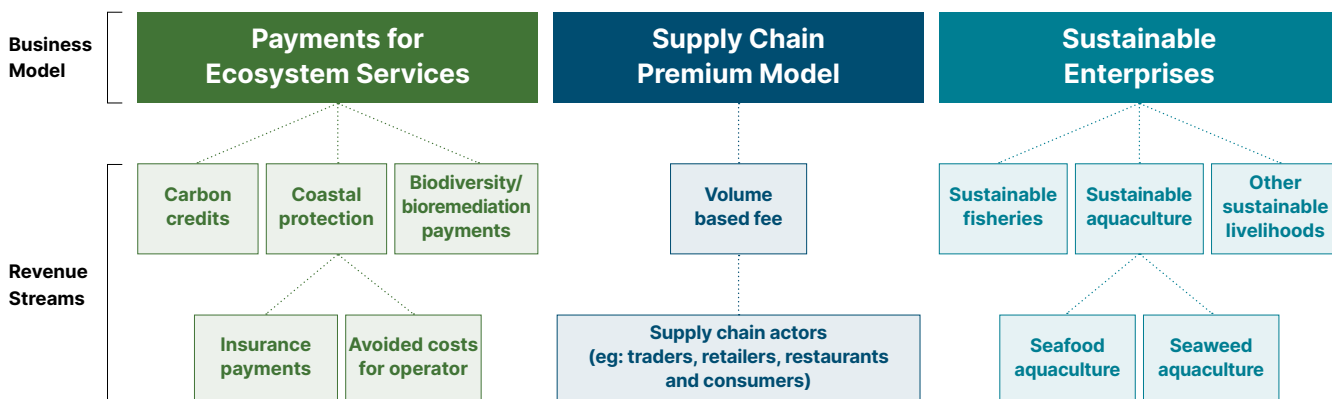 Business
Model
Payments for
Ecosystem Services
Supply Chain
Premium Model
Sustainable
Enterprises
Revenue
Streams
Carbon
credits
Coastal
protection
Biodiversity/
bioremediation
payments
Volume
based fee
Sustainable
fisheries
Sustainable
aquaculture
Other
sustainable
livelihoods
Insurance
payments
Avoided costs
for operator
Supply chain actors
(eg: traders, retailers, restaurants
and consumers)
Seafood
aquaculture
Seaweed
aquaculture